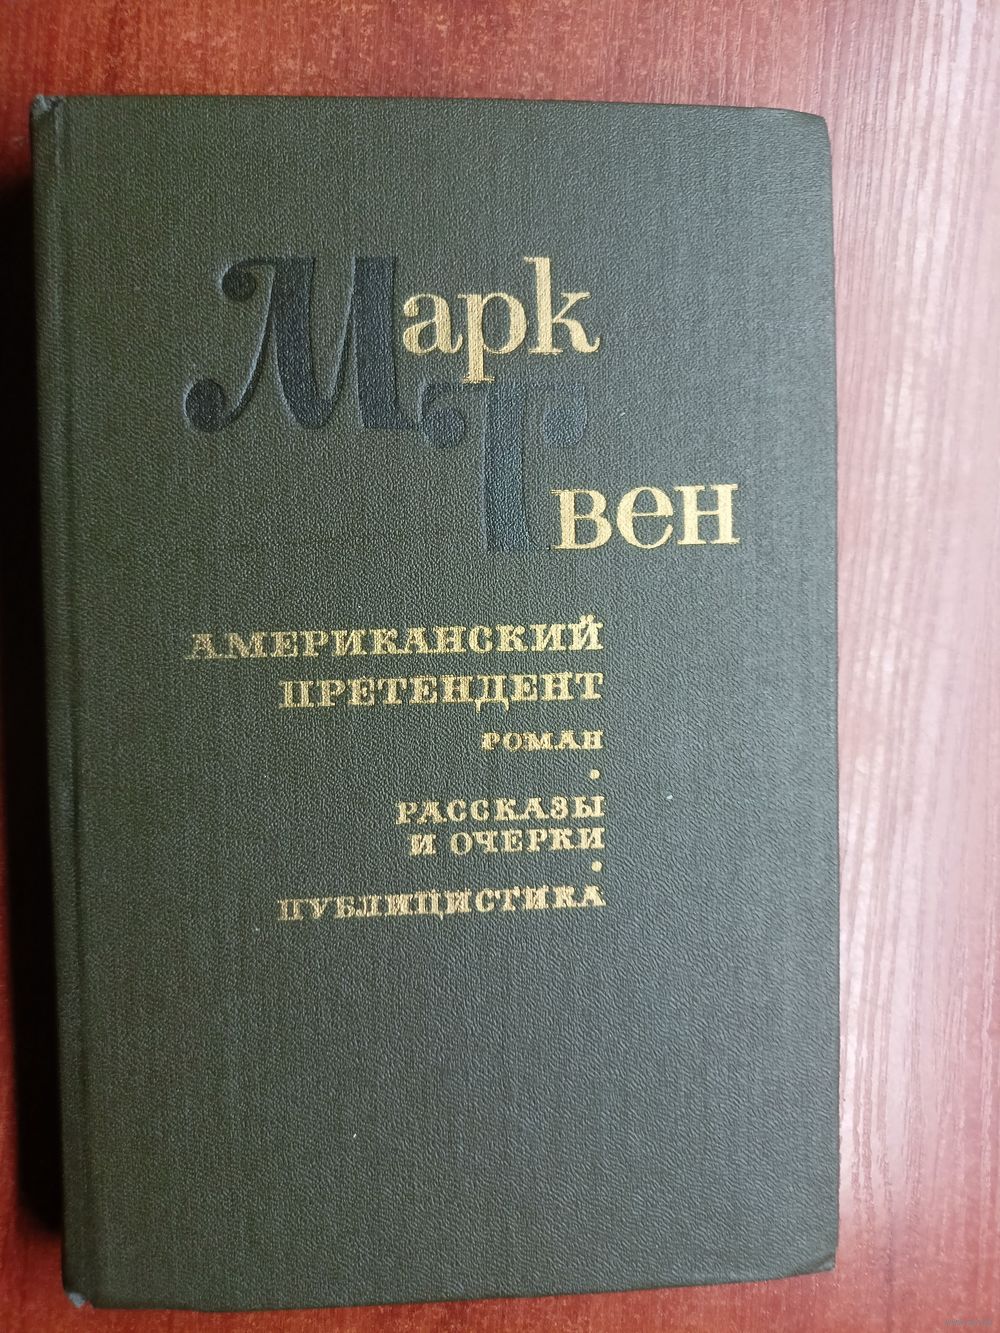 Марк
Твен
АМЕРИКАНСКИЙ
ПРЕТЕНДЕНТ
РОМАН
•
РАССКАЗЫ
И ОЧЕРКИ
•
ПУБЛИЦИСТИКА